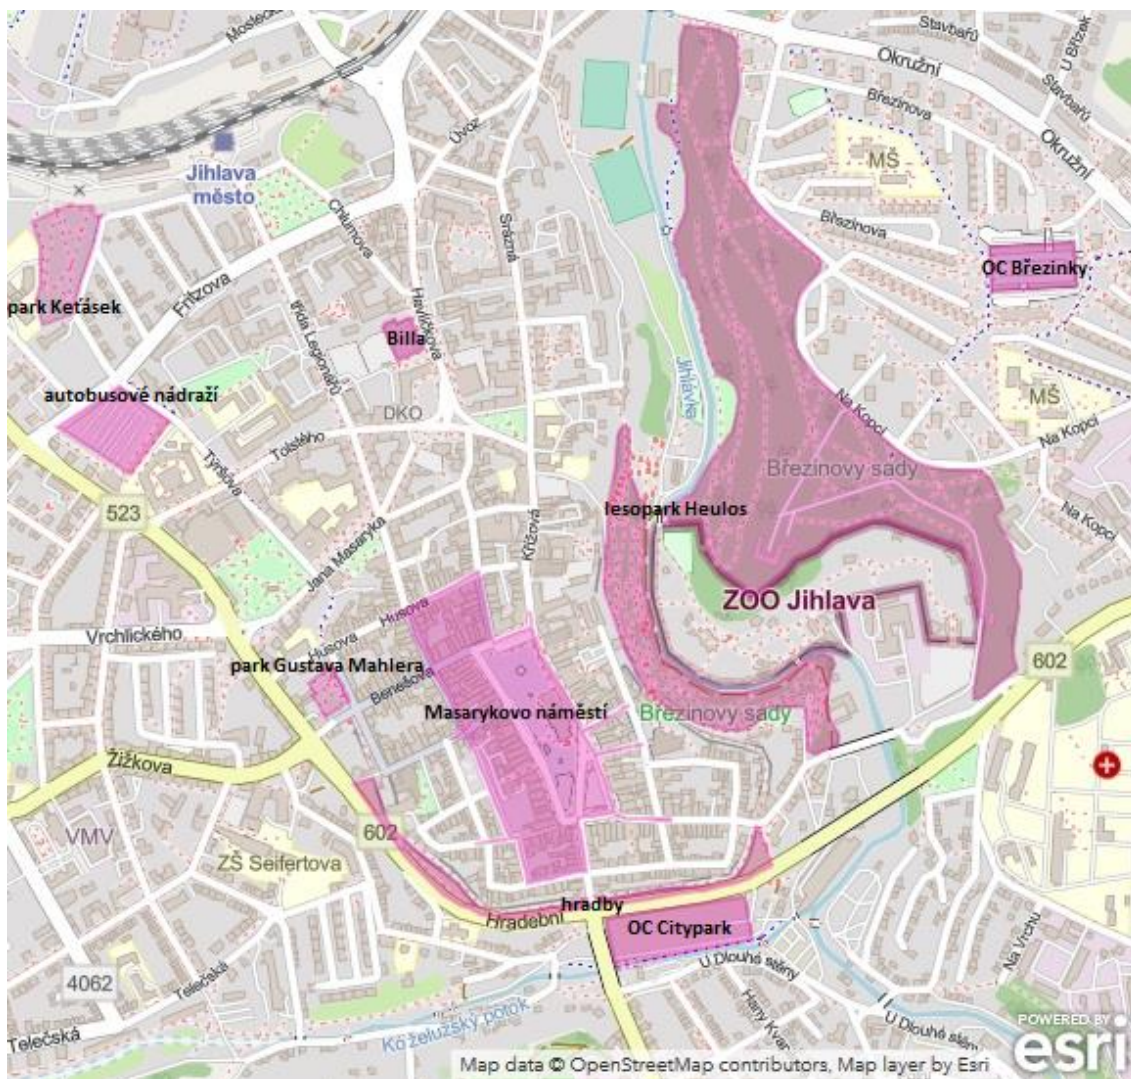 Mosteck
Okružní
Stavbařů
U Březek
Stavbařů
Březinova
Úvoz
MŠ
Okružní
Jihlava
město
Chlumova
Srázná
Březinova
Fritzova
Havlíčkova
OC Březinky
park Keťásek
třída Legionářů
Billa
Jihlávka
autobusové nádraží
DKO
Na Kopci
MŠ
Na Kopci
Tolstého
Tyršova
Březinovy sady
523
lesopark Heulos
Na Kopci
Křížová
Jana Masaryka
ZOO Jihlava
Vrchlického
Husova
Husova
602
park Gustava Mahlera
Benešova
Masarykovo náměstí
Březinovy sady
Žižkova
602
VMV
ZŠ Seifertova
hradby
Hradební
OC Citypark
Na Vrchu
U Dlouhé stěny
4062
Telečská
Hany Kvap
Koželužský potok
U Dlouhé stěny
Telečská
POWERED BY
esri
Map data © OpenStreetMap contributors, Map layer by Esri